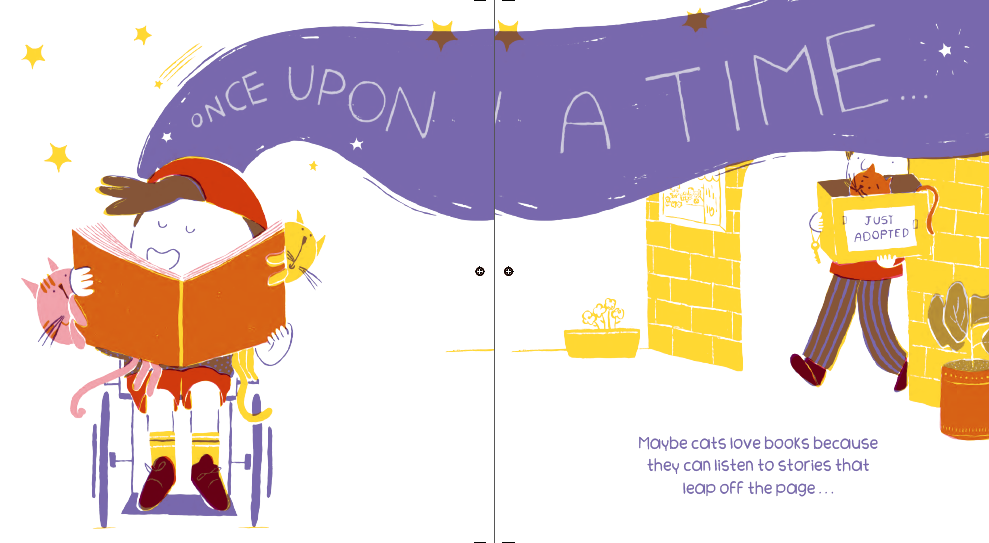 ONCE UPON A TIME...
JUST
ADOPTED
Maybe cats love books because
they can listen to stories that
leap off the page...